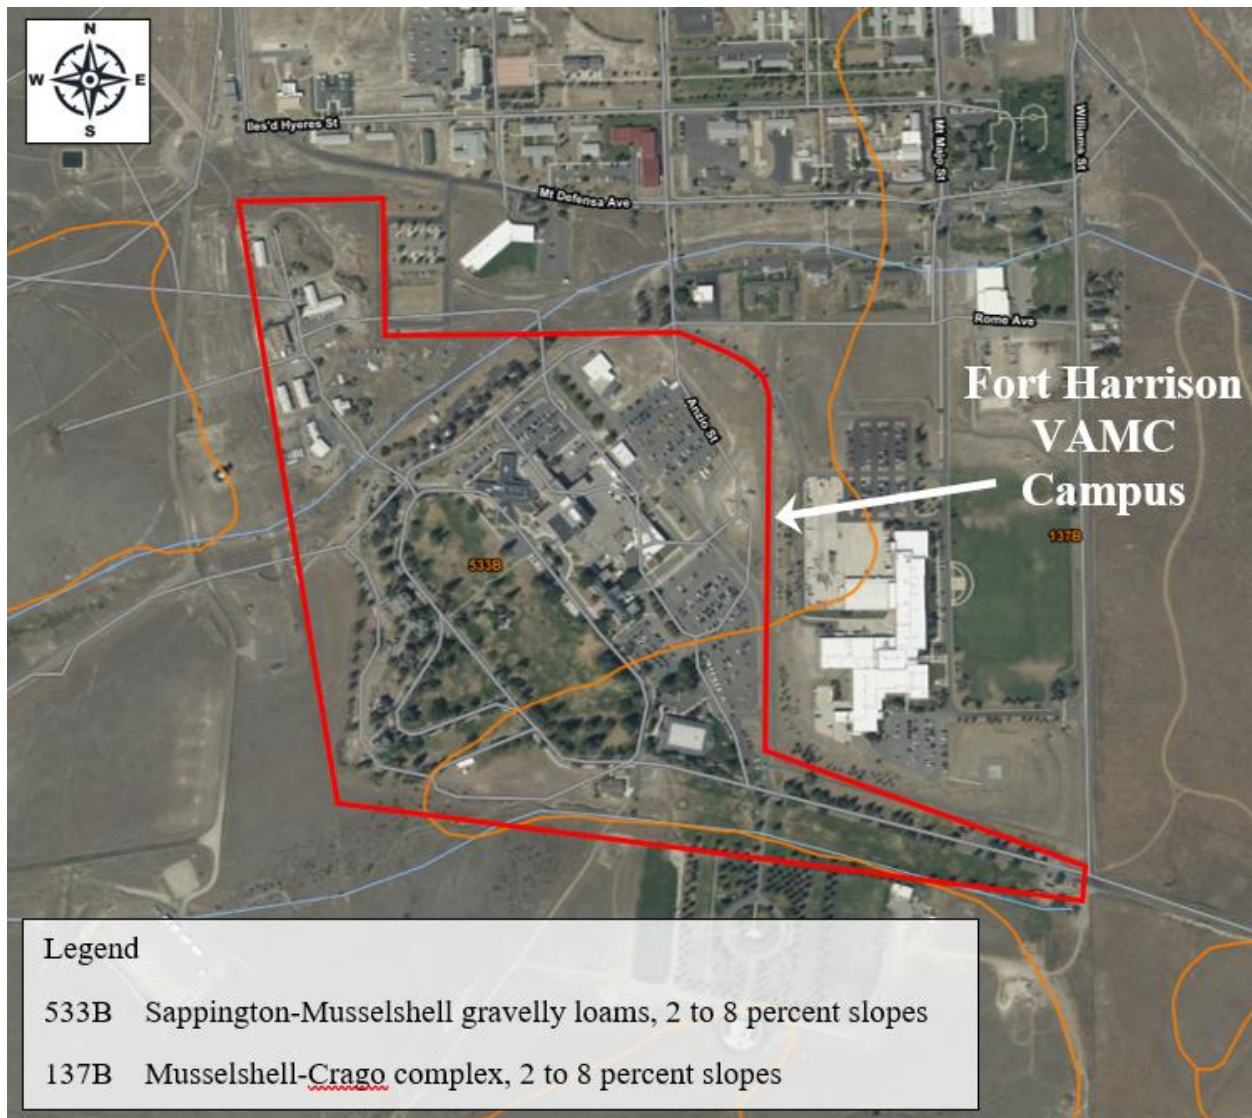 N
W E
S
Iles'd Hyeres St
Mt Defensa Ave
Mt Majo St
Williams St
Rome Ave
Anzio St
Fort Harrison
VAMC
Campus
137B
533B
Legend
533B Sappington-Musselshell gravelly loams, 2 to 8 percent slopes
137B Musselshell-Crago complex, 2 to 8 percent slopes